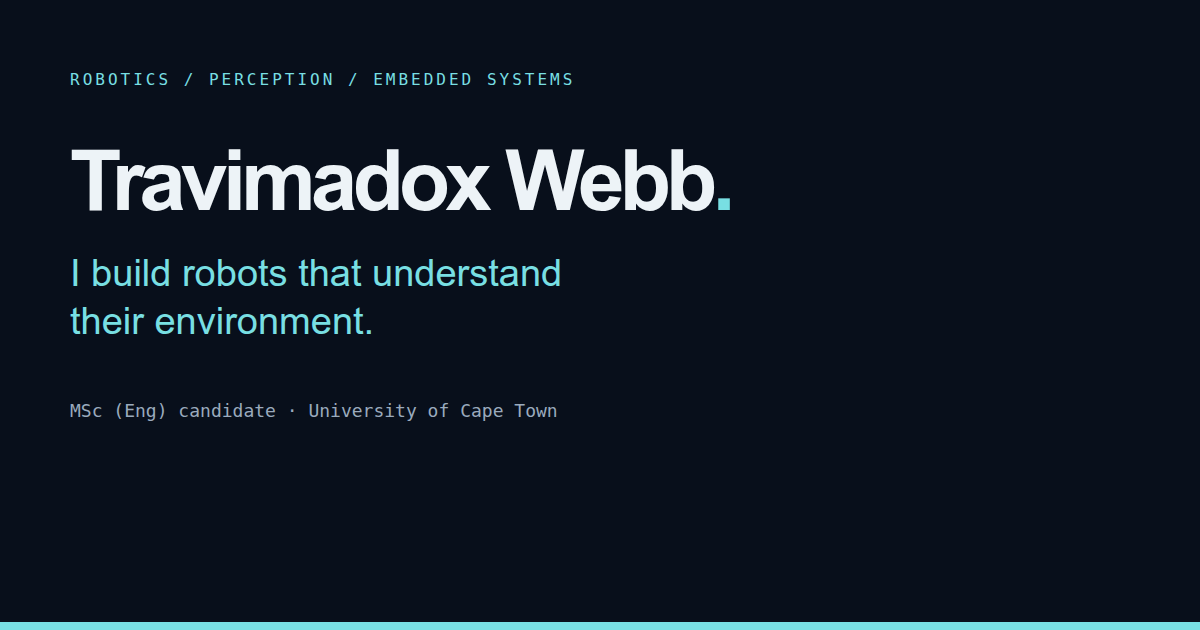 ROBOTICS / PERCEPTION / EMBEDDED SYSTEMS
Travimadox Webb.
I build robots that understand
their environment.
MSc (Eng) candidate · University of Cape Town